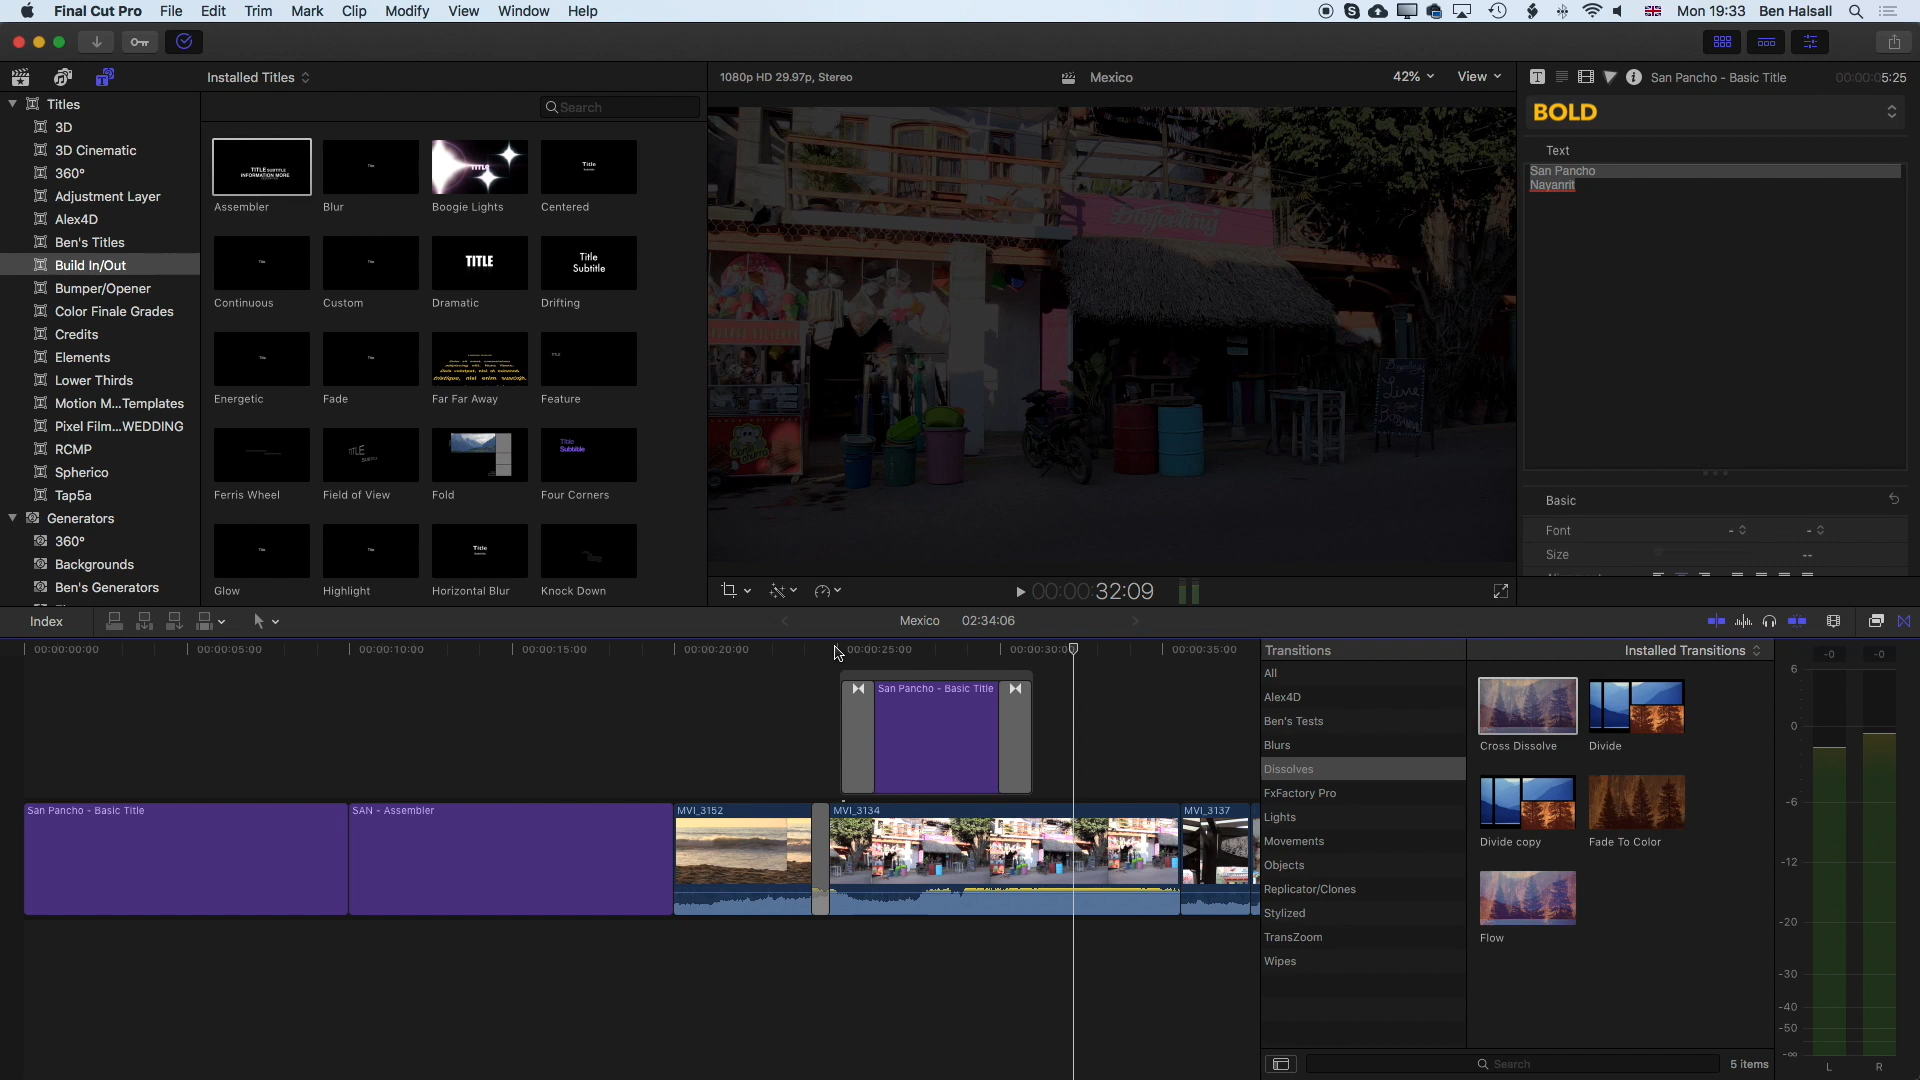 Final Cut Pro File Edit Trim Mark Clip Modify View Window Help Mon 19:33 Ben Halsall
Installed Titles
1080p HD 29.97p, Stereo Mexico 42% View
San Pancho - Basic Title 00:00:05:25
Titles
3D
3D Cinematic
360°
Adjustment Layer
Alex4D
Ben's Titles
Build In/Out
Bumper/Opener
Color Finale Grades
Credits
Elements
Lower Thirds
Motion M...Templates
Pixel Film...WEDDING
RCMP
Spherico
Tap5a
Generators
360°
Backgrounds
Ben's Generators
Search
TITLE SUBTITLE
INFORMATION MORE
Title
Assembler Blur Boogie Lights Centered
TITLE
Title
Subtitle
Continuous Custom Dramatic Drifting
Energetic Fade Far Far Away Feature
TITLE
Title
Subtitle
Ferris Wheel Field of View Fold Four Corners
Title
Glow Highlight Horizontal Blur Knock Down
Live
BOLD
Text
San Pancho
Nayanrit
Basic
Font - -
Size --
00:00:00:32:09
Index
Mexico 02:34:06
00:00:00:00 00:00:05:00 00:00:10:00 00:00:15:00 00:00:20:00 00:00:25:00 00:00:30:00 00:00:35:00
San Pancho - Basic Title
San Pancho - Basic Title SAN - Assembler MVI_3152 MVI_3134 MVI_3137
Transitions
All
Alex4D
Ben's Tests
Blurs
Dissolves
FxFactory Pro
Lights
Movements
Objects
Replicator/Clones
Stylized
TransZoom
Wipes
Installed Transitions
Cross Dissolve Divide
Divide copy Fade To Color
Flow
Search 5 items
-0 -0
6
0
-6
-12
-20
-30
-40
-50
-∞
L R